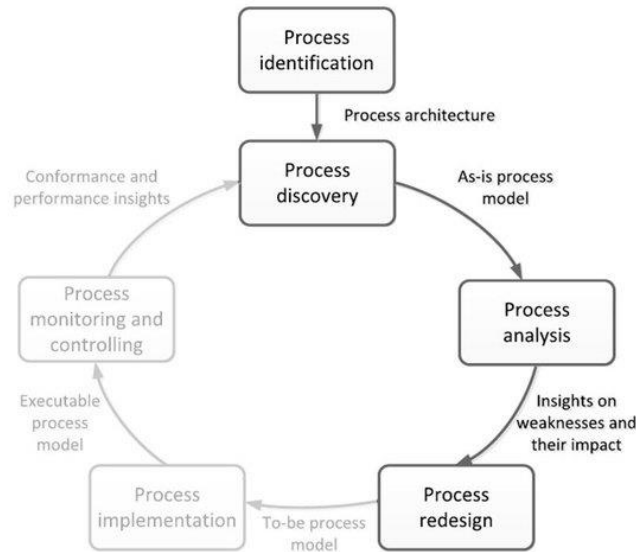 Process
identification
Process architecture
Process
discovery
As-is process
model
Process
analysis
Insights on
weaknesses and
their impact
Process
redesign
To-be process
model
Process
implementation
Executable
process
model
Process
monitoring and
controlling
Conformance and
performance insights